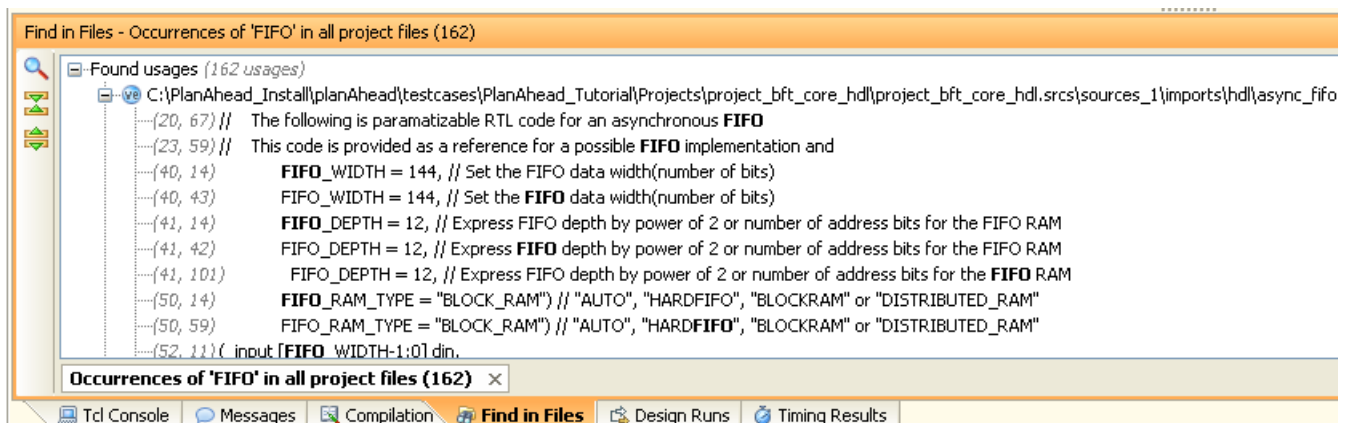 Find in Files - Occurrences of 'FIFO' in all project files (162)
Found usages (162 usages)
C:\PlanAhead_Install\planAhead\testcases\PlanAhead_Tutorial\Projects\project_bft_core_hdl\project_bft_core_hdl.srcs\sources_1\imports\hdl\async_fifo
(20, 67) // The following is paramatizable RTL code for an asynchronous FIFO
(23, 59) // This code is provided as a reference for a possible FIFO implementation and
(40, 14) FIFO_WIDTH = 144, // Set the FIFO data width(number of bits)
(40, 43) FIFO_WIDTH = 144, // Set the FIFO data width(number of bits)
(41, 14) FIFO_DEPTH = 12, // Express FIFO depth by power of 2 or number of address bits for the FIFO RAM
(41, 42) FIFO_DEPTH = 12, // Express FIFO depth by power of 2 or number of address bits for the FIFO RAM
(41, 101) FIFO_DEPTH = 12, // Express FIFO depth by power of 2 or number of address bits for the FIFO RAM
(50, 14) FIFO_RAM_TYPE = "BLOCK_RAM") // "AUTO", "HARDFIFO", "BLOCKRAM" or "DISTRIBUTED_RAM"
(50, 59) FIFO_RAM_TYPE = "BLOCK_RAM") // "AUTO", "HARDFIFO", "BLOCKRAM" or "DISTRIBUTED_RAM"
(52, 11) ( input [FIFO_WIDTH-1:0] din,
Occurrences of 'FIFO' in all project files (162)
Tcl Console Messages Compilation Find in Files Design Runs Timing Results